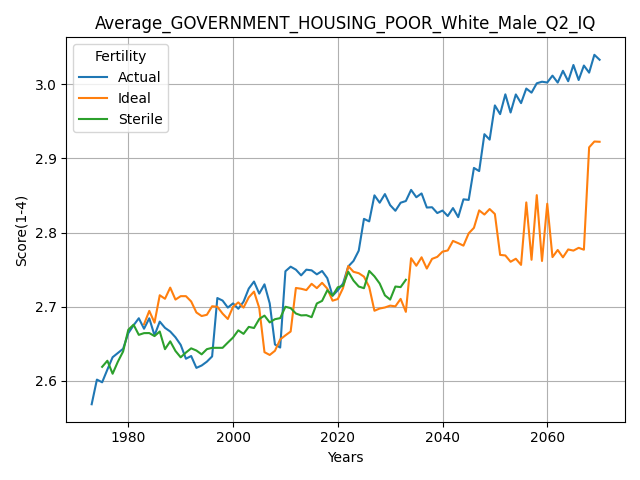 Average_GOVERNMENT_HOUSING_POOR_White_Male_Q2_IQ
Fertility
Actual
Ideal
Sterile
Score(1-4)
3.0
2.9
2.8
2.7
2.6
1980 2000 2020 2040 2060
Years